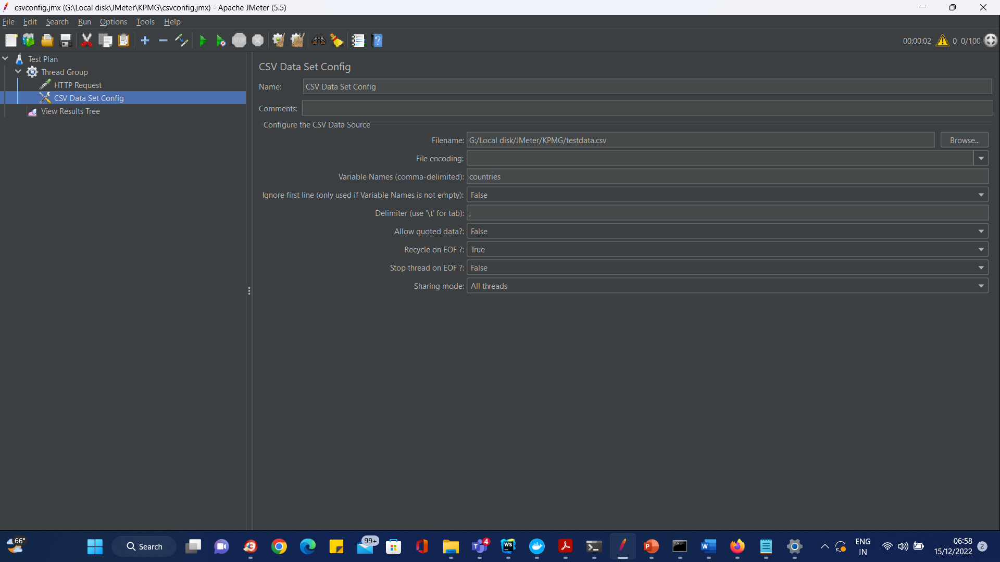 csvconfig.jmx (G:\Local disk\JMeter\KPMG\csvconfig.jmx) - Apache JMeter (5.5)
File Edit Search Run Options Tools Help
STOP
?
00:00:02 0 0/100
Test Plan
Thread Group
HTTP Request
CSV Data Set Config
View Results Tree
CSV Data Set Config
Name: CSV Data Set Config
Comments:
Configure the CSV Data Source
Filename: G:/Local disk/JMeter/KPMG/testdata.csv Browse...
File encoding:
Variable Names (comma-delimited): countries
Ignore first line (only used if Variable Names is not empty): False
Delimiter (use '\t' for tab): ,
Allow quoted data?: False
Recycle on EOF ?: True
Stop thread on EOF ?: False
Sharing mode: All threads
66°
Search
99+
4
WS
P
W
ENG
IN
06:58
15/12/2022
2